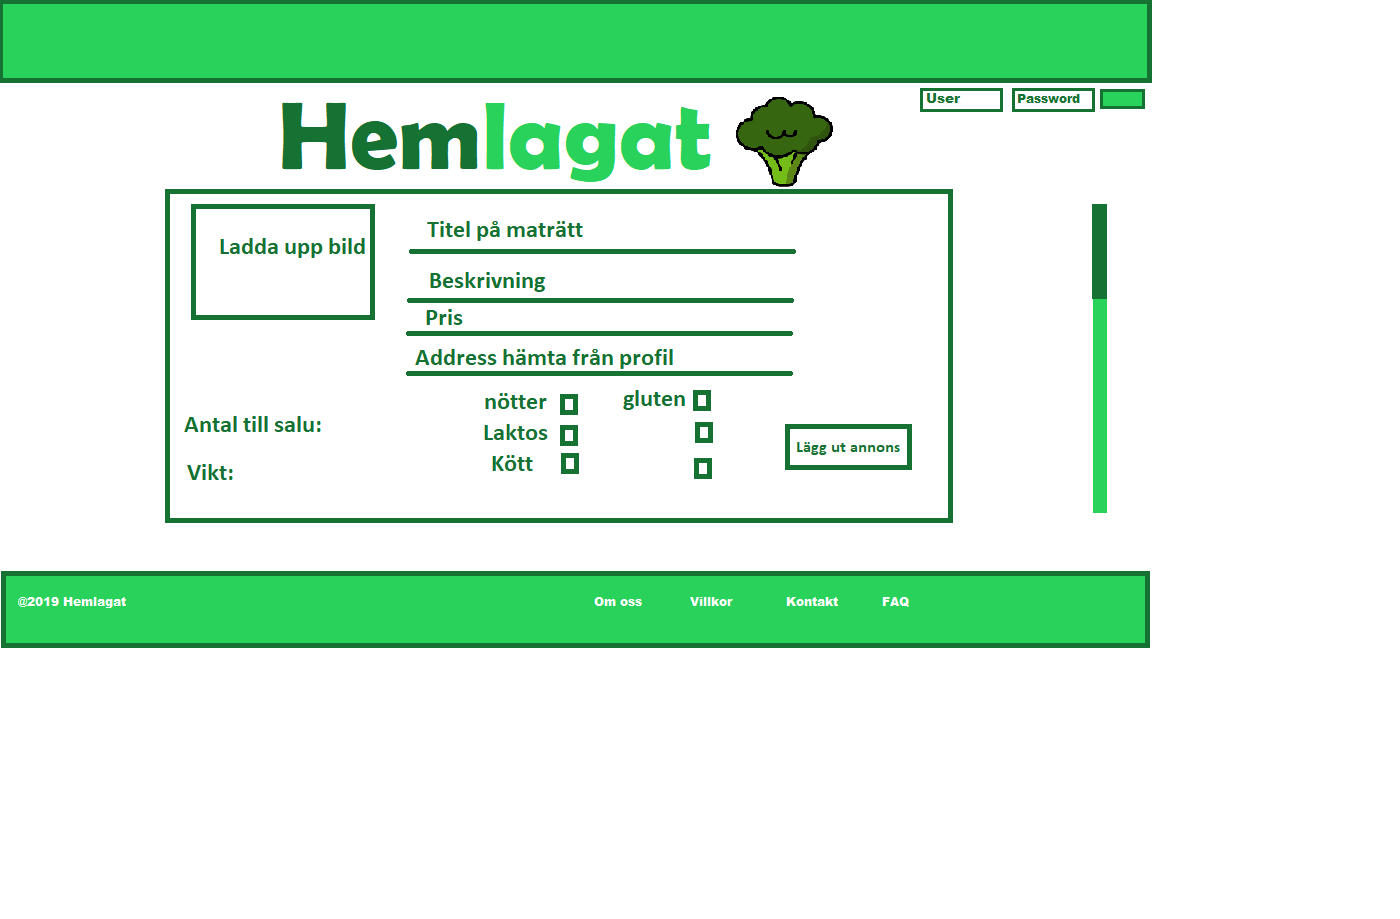 User
Password
Hemlagat
Ladda upp bild
Titel på maträtt
Beskrivning
Pris
Address hämta från profil
nötter
gluten
Antal till salu:
Laktos
Lägg ut annons
Kött
Vikt:
@2019 Hemlagat
Om oss
Villkor
Kontakt
FAQ